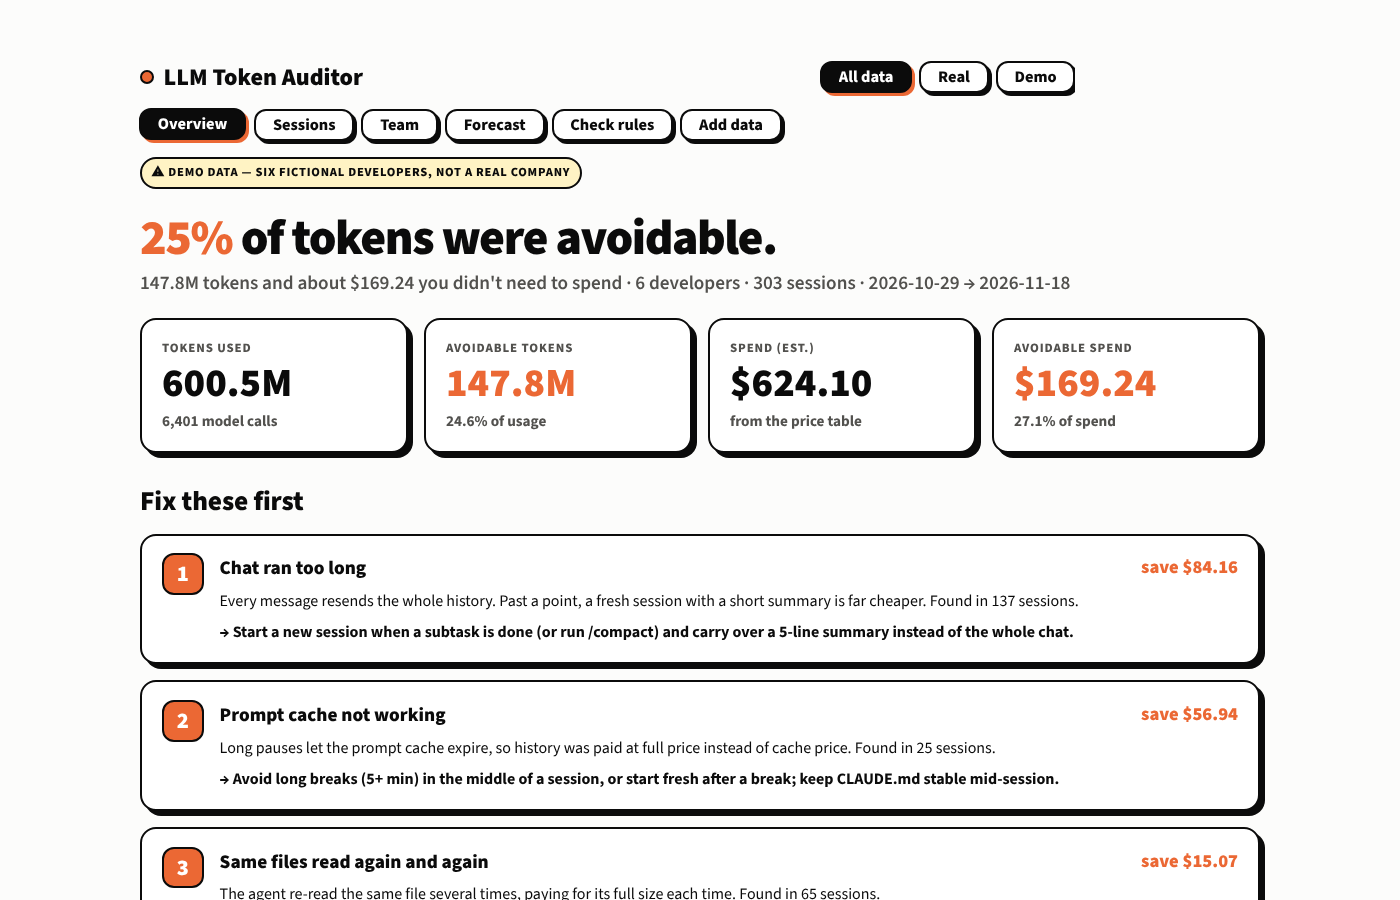 LLM Token Auditor
All data Real Demo
Overview Sessions Team Forecast Check rules Add data
⚠ DEMO DATA — SIX FICTIONAL DEVELOPERS, NOT A REAL COMPANY
25% of tokens were avoidable.
147.8M tokens and about $169.24 you didn't need to spend · 6 developers · 303 sessions · 2026-10-29 → 2026-11-18
TOKENS USED
600.5M
6,401 model calls
AVOIDABLE TOKENS
147.8M
24.6% of usage
SPEND (EST.)
$624.10
from the price table
AVOIDABLE SPEND
$169.24
27.1% of spend
Fix these first
1 Chat ran too long save $84.16
Every message resends the whole history. Past a point, a fresh session with a short summary is far cheaper. Found in 137 sessions.
→ Start a new session when a subtask is done (or run /compact) and carry over a 5-line summary instead of the whole chat.
2 Prompt cache not working save $56.94
Long pauses let the prompt cache expire, so history was paid at full price instead of cache price. Found in 25 sessions.
→ Avoid long breaks (5+ min) in the middle of a session, or start fresh after a break; keep CLAUDE.md stable mid-session.
3 Same files read again and again save $15.07
The agent re-read the same file several times, paying for its full size each time. Found in 65 sessions.